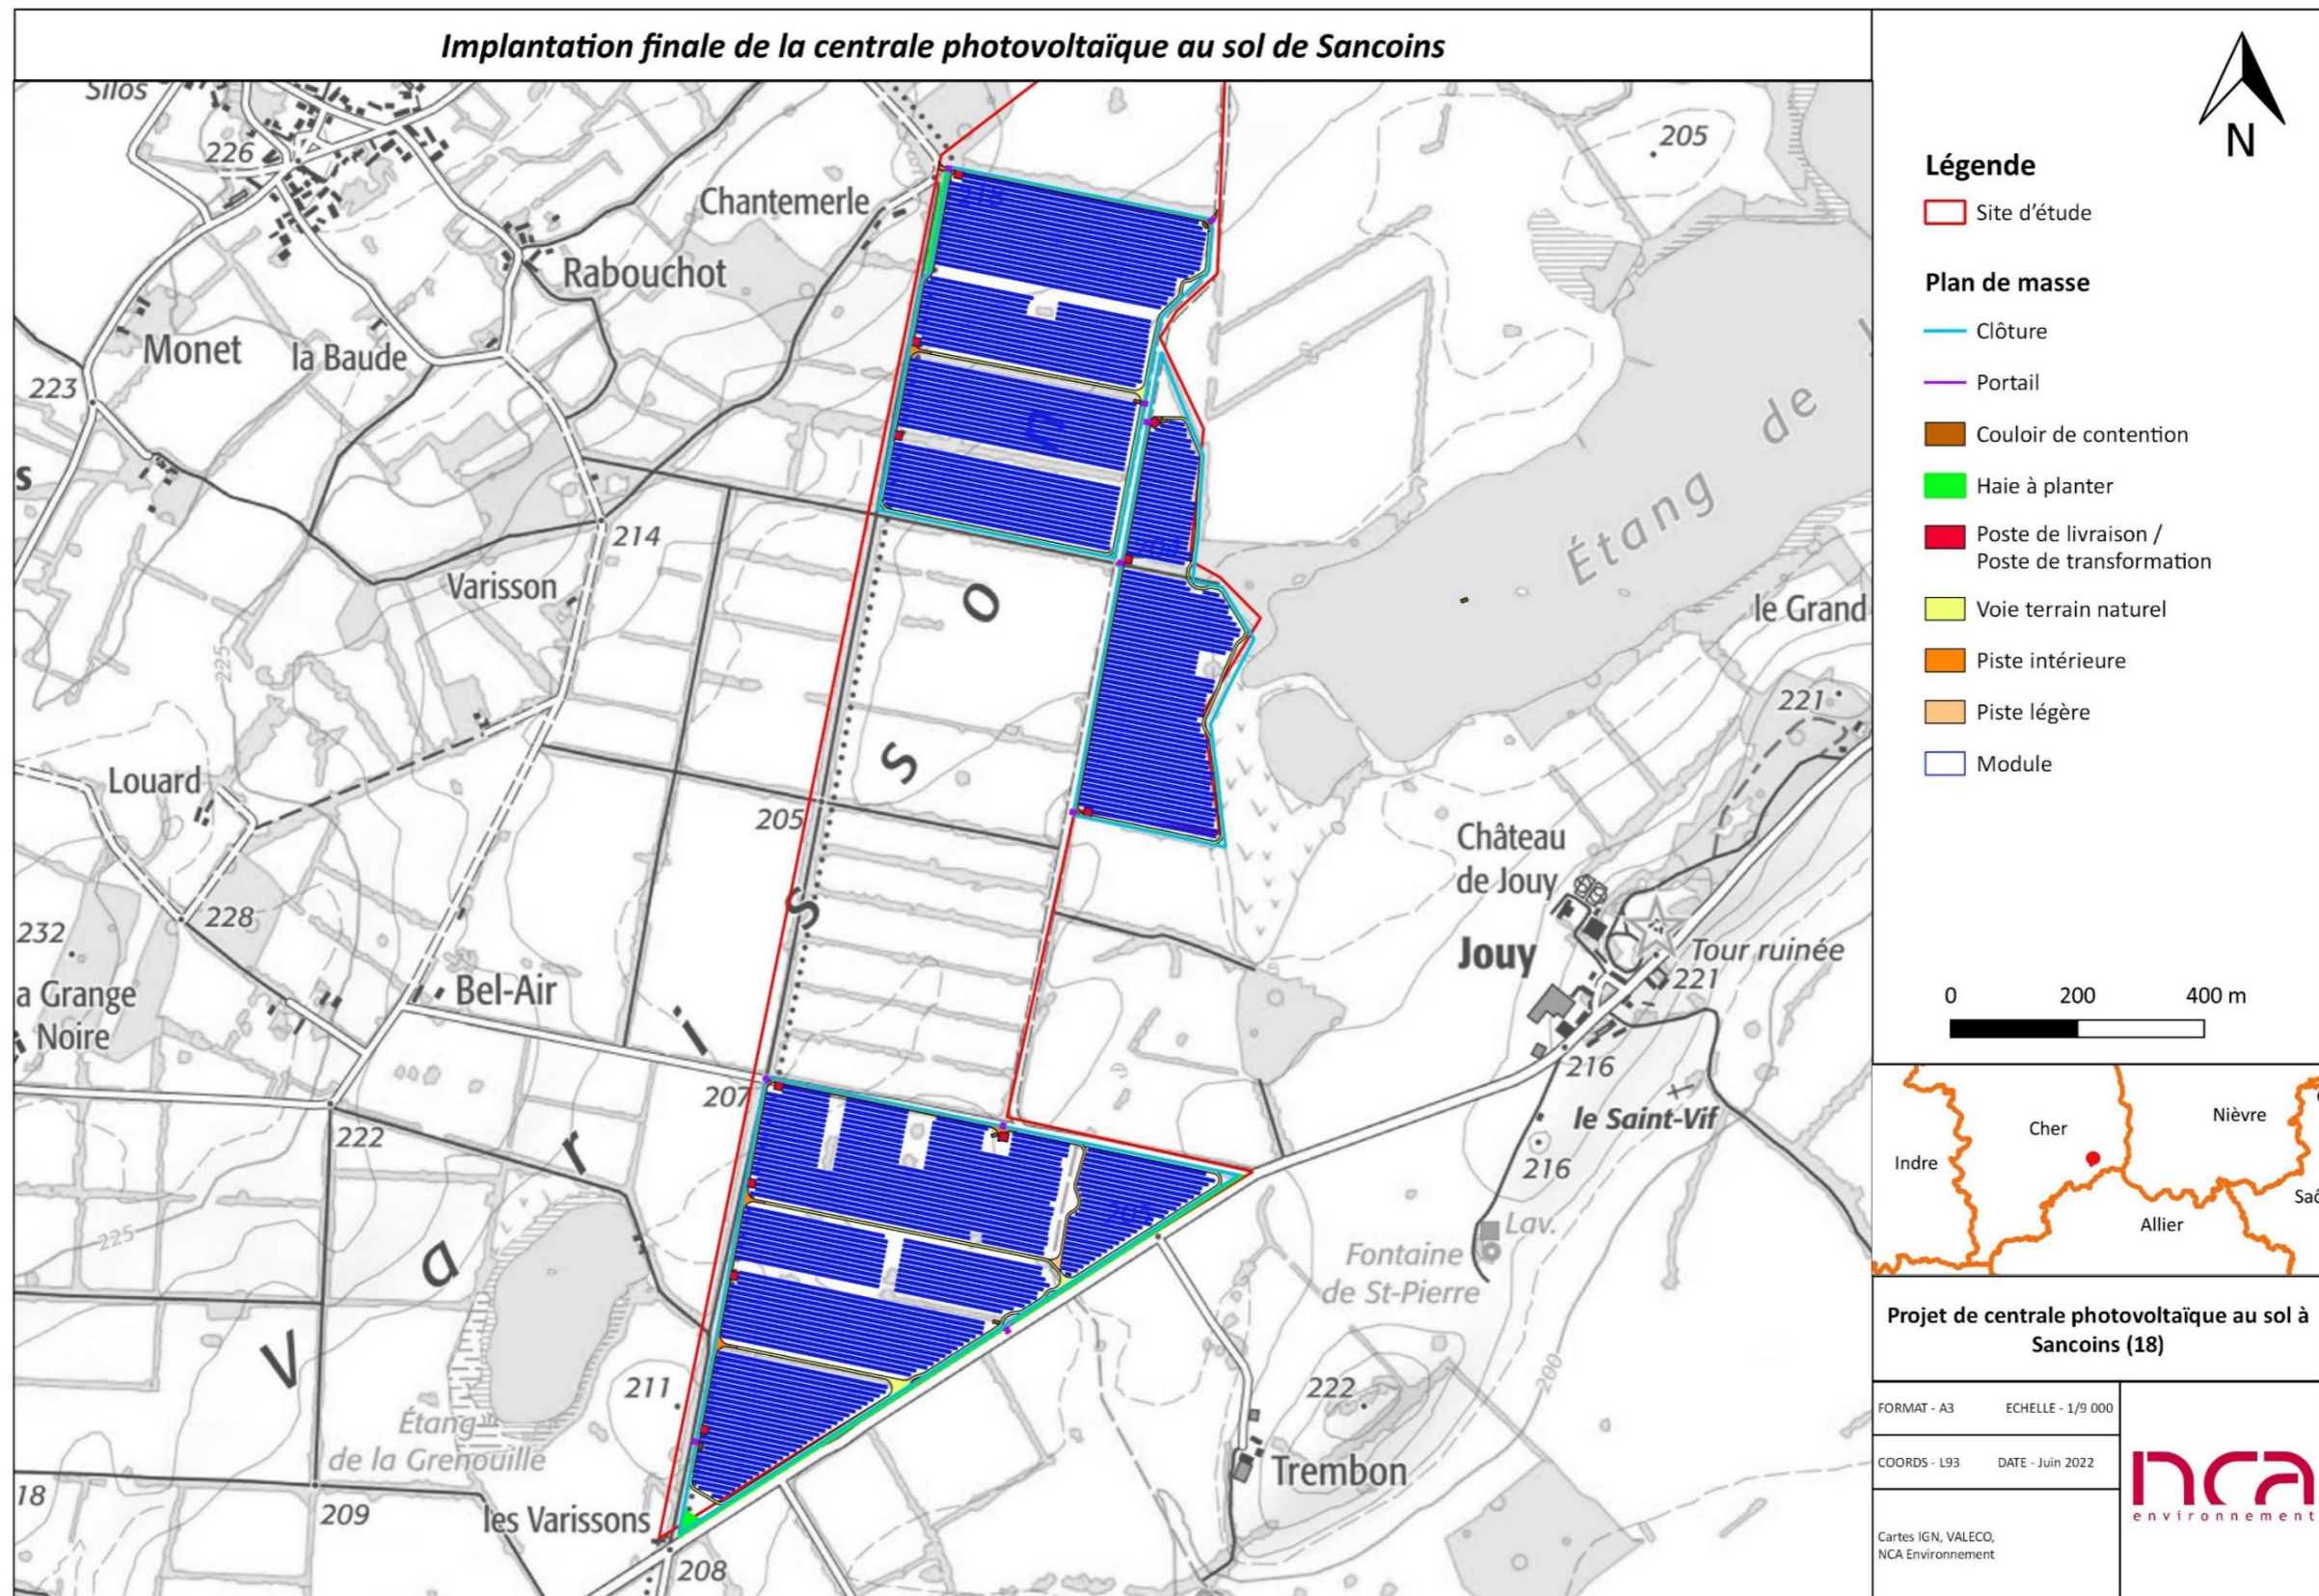 Implantation finale de la centrale photovoltaïque au sol de Sancoins
Silos
226
205
Chantemerle
Rabouchot
Monet
la Baude
223
s
214
Varisson
Étang de
le Grand
225
221
Louard
205
Château
de Jouy
Jouy
Tour ruinée
221
228
232
a Grange
Noire
Bel-Air
216
le Saint-Vif
207
222
216
225
Lav.
Fontaine
de St-Pierre
V a r i s s o
211
222
200
Étang
de la Grenouille
Trembon
18
209
les Varissons
208
N
Légende
Site d’étude
Plan de masse
Clôture
Portail
Couloir de contention
Haie à planter
Poste de livraison /
Poste de transformation
Voie terrain naturel
Piste intérieure
Piste légère
Module
0 200 400 m
Cher
Nièvre
Indre
Allier
Projet de centrale photovoltaïque au sol à
Sancoins (18)
FORMAT - A3 ECHELLE - 1/9 000
COORDS - L93 DATE - Juin 2022
Cartes IGN, VALECO,
NCA Environnement
nca
environnement